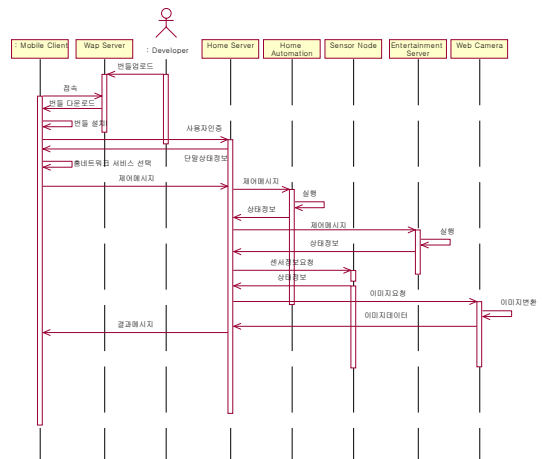 : Mobile Client
Wap Server
: Developer
Home Server
Home
Automation
Sensor Node
Entertainment
Server
Web Camera
번들업로드
접속
번들 다운로드
번들 설치
사용자인증
단말상태정보
홈네트워크 서비스 선택
제어메시지
제어메시지
실행
상태정보
제어메시지
실행
상태정보
센서정보요청
상태정보
이미지요청
이미지변환
이미지데이터
결과메시지